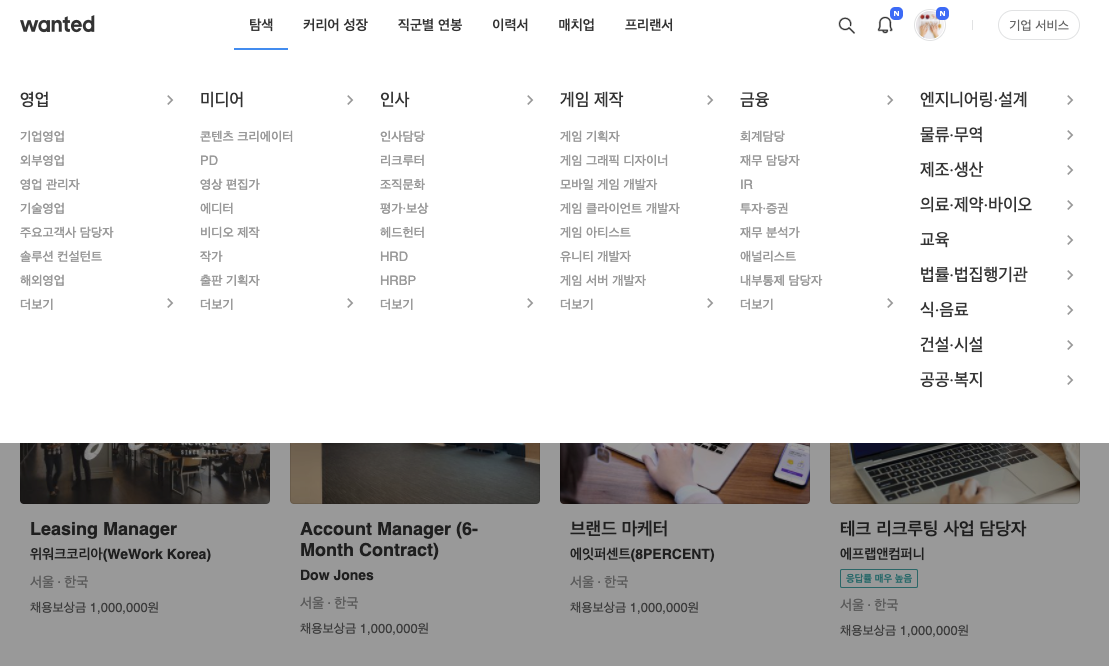 wanted
탐색
커리어 성장
직군별 연봉
이력서
매치업
프리랜서
N
N
기업 서비스
영업
기업영업
외부영업
영업 관리자
기술영업
주요고객사 담당자
솔루션 컨설턴트
해외영업
더보기
미디어
콘텐츠 크리에이터
PD
영상 편집가
에디터
비디오 제작
작가
출판 기획자
더보기
인사
인사담당
리크루터
조직문화
평가·보상
헤드헌터
HRD
HRBP
더보기
게임 제작
게임 기획자
게임 그래픽 디자이너
모바일 게임 개발자
게임 클라이언트 개발자
게임 아티스트
유니티 개발자
게임 서버 개발자
더보기
금융
회계담당
재무 담당자
IR
투자·증권
재무 분석가
애널리스트
내부통제 담당자
더보기
엔지니어링·설계
물류·무역
제조·생산
의료·제약·바이오
교육
법률·법집행기관
식·음료
건설·시설
공공·복지
Leasing Manager
위워크코리아(WeWork Korea)
서울 · 한국
채용보상금 1,000,000원
Account Manager (6-
Month Contract)
Dow Jones
서울 · 한국
채용보상금 1,000,000원
브랜드 마케터
에잇퍼센트(8PERCENT)
서울 · 한국
채용보상금 1,000,000원
테크 리크루팅 사업 담당자
에프랩앤컴퍼니
응답률 매우 높음
서울 · 한국
채용보상금 1,000,000원